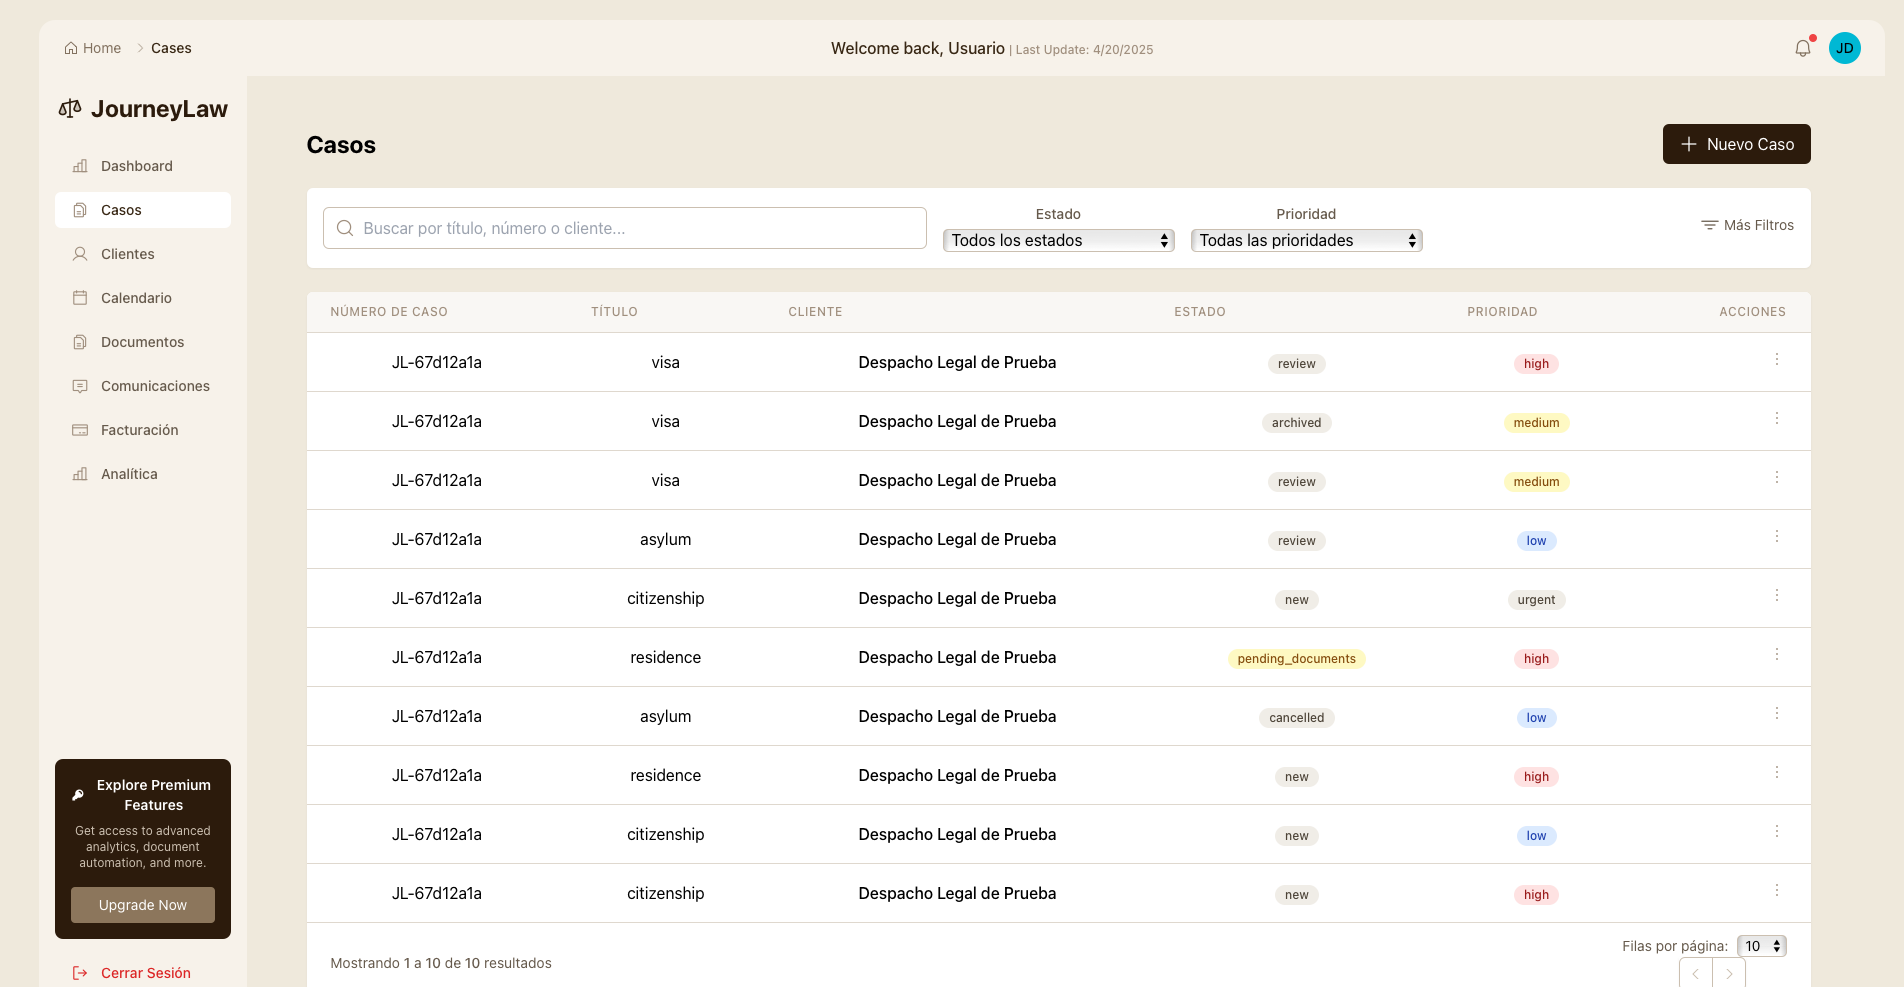 Home > Cases
Welcome back, Usuario | Last Update: 4/20/2025
JD
JourneyLaw
Dashboard
Casos
Clientes
Calendario
Documentos
Comunicaciones
Facturación
Analítica
Explore Premium
Features
Get access to advanced
analytics, document
automation, and more.
Upgrade Now
Cerrar Sesión
Casos
+ Nuevo Caso
Buscar por título, número o cliente...
Estado
Todos los estados
Prioridad
Todas las prioridades
Más Filtros
NÚMERO DE CASO TÍTULO CLIENTE ESTADO PRIORIDAD ACCIONES
JL-67d12a1a visa Despacho Legal de Prueba review high
JL-67d12a1a visa Despacho Legal de Prueba archived medium
JL-67d12a1a visa Despacho Legal de Prueba review medium
JL-67d12a1a asylum Despacho Legal de Prueba review low
JL-67d12a1a citizenship Despacho Legal de Prueba new urgent
JL-67d12a1a residence Despacho Legal de Prueba pending_documents high
JL-67d12a1a asylum Despacho Legal de Prueba cancelled low
JL-67d12a1a residence Despacho Legal de Prueba new high
JL-67d12a1a citizenship Despacho Legal de Prueba new low
JL-67d12a1a citizenship Despacho Legal de Prueba new high
Mostrando 1 a 10 de 10 resultados
Filas por página: 10